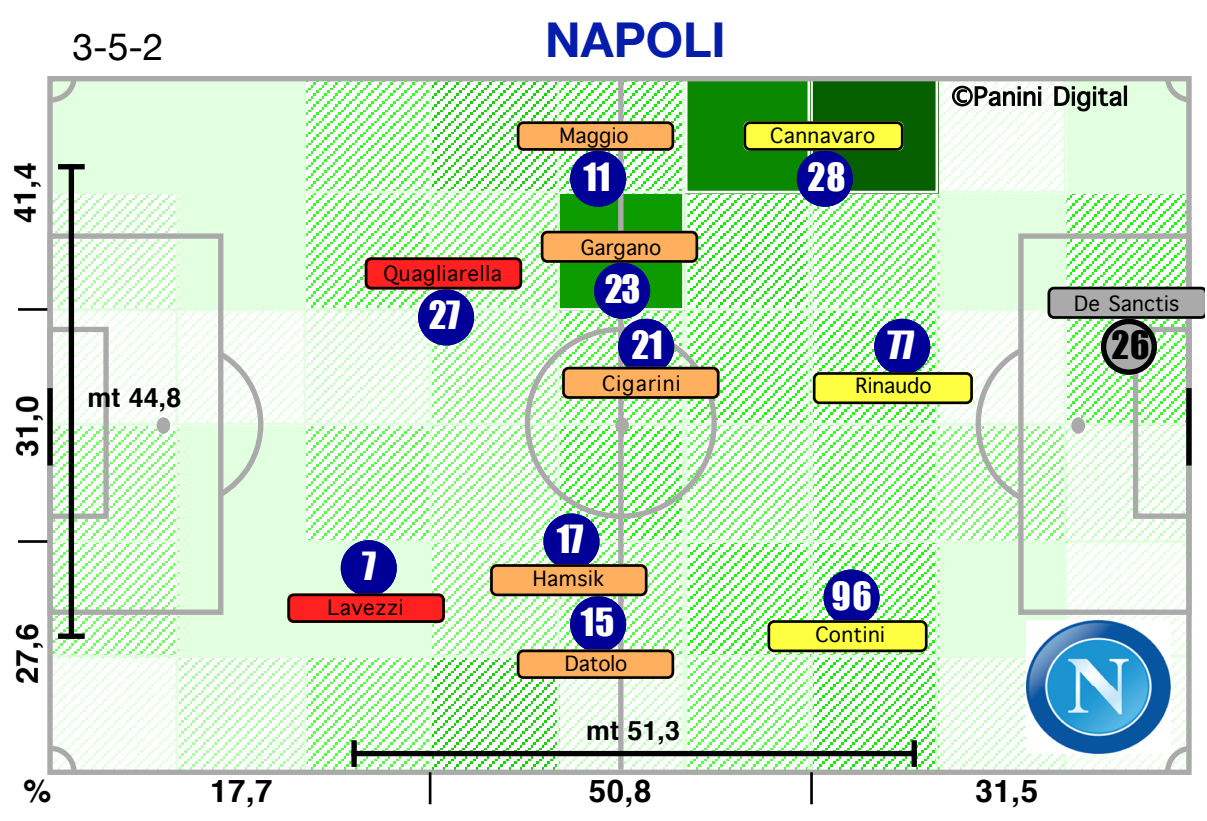 3-5-2
NAPOLI
©Panini Digital
Maggio
11
Cannavaro
28
41,4
Gargano
23
Quagliarella
27
De Sanctis
26
21
Cigarini
77
Rinaudo
mt 44,8
31,0
17
Hamsik
7
Lavezzi
96
Contini
15
Datolo
27,6
N
mt 51,3
% 17,7 | 50,8 | 31,5